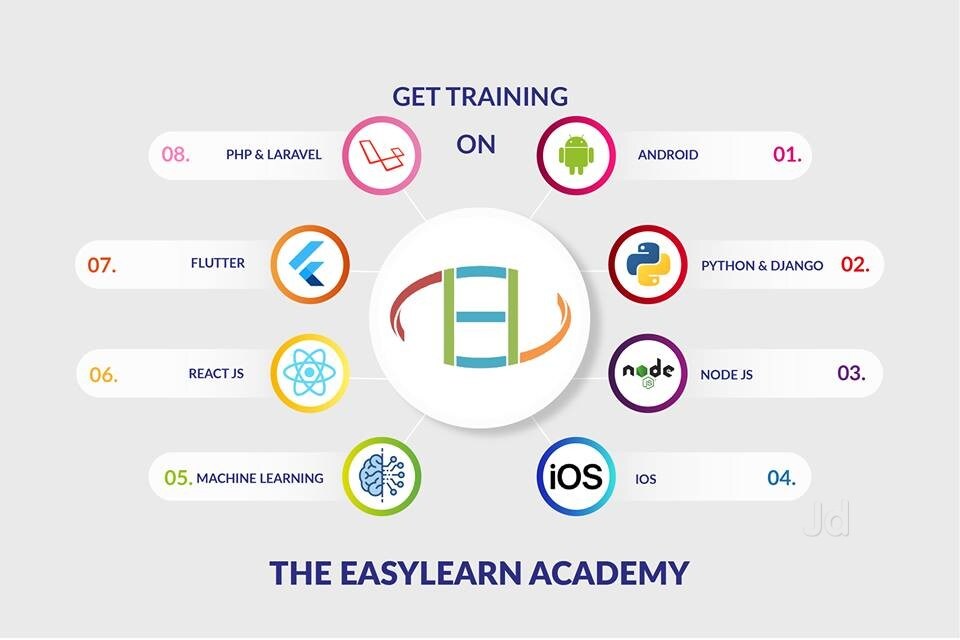 GET TRAINING
ON
08. PHP & LARAVEL
ANDROID 01.
07. FLUTTER
PYTHON & DJANGO 02.
06. REACT JS
node
JS
NODE JS 03.
05. MACHINE LEARNING
iOS
IOS 04.
Jd
THE EASYLEARN ACADEMY